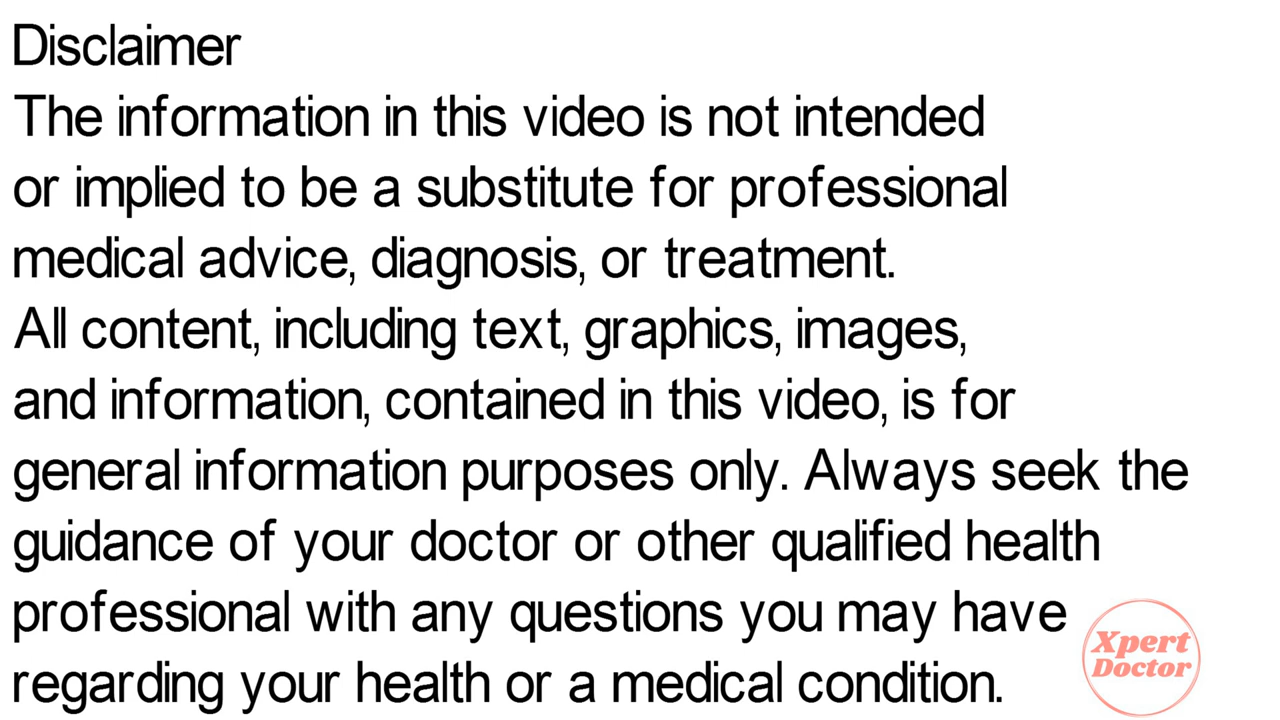 Disclaimer
The information in this video is not intended
or implied to be a substitute for professional
medical advice, diagnosis, or treatment.
All content, including text, graphics, images,
and information, contained in this video, is for
general information purposes only. Always seek the
guidance of your doctor or other qualified health
professional with any questions you may have
regarding your health or a medical condition.
Xpert
Doctor